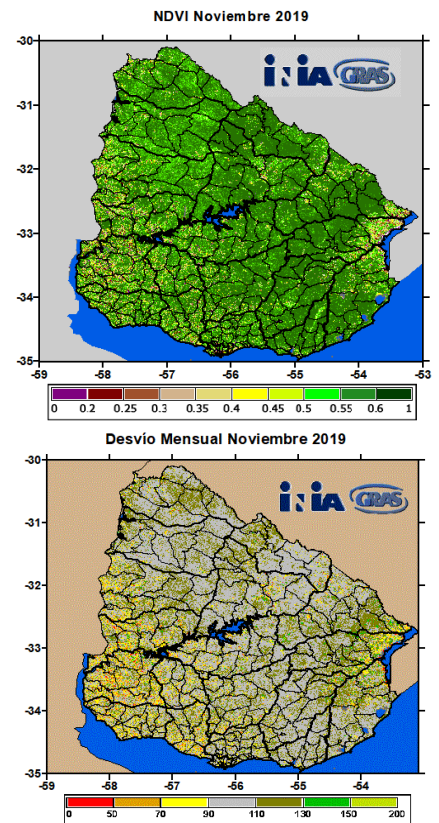 NDVI Noviembre 2019
-30
iNiA GRAS
-31
-32
-33
-34
-35
-59 -58 -57 -56 -55 -54 -53
0 0.2 0.25 0.3 0.35 0.4 0.45 0.5 0.55 0.6 1
Desvío Mensual Noviembre 2019
-30
iNiA GRAS
-31
-32
-33
-34
-35
-59 -58 -57 -56 -55 -54
0 50 70 90 110 130 150 200